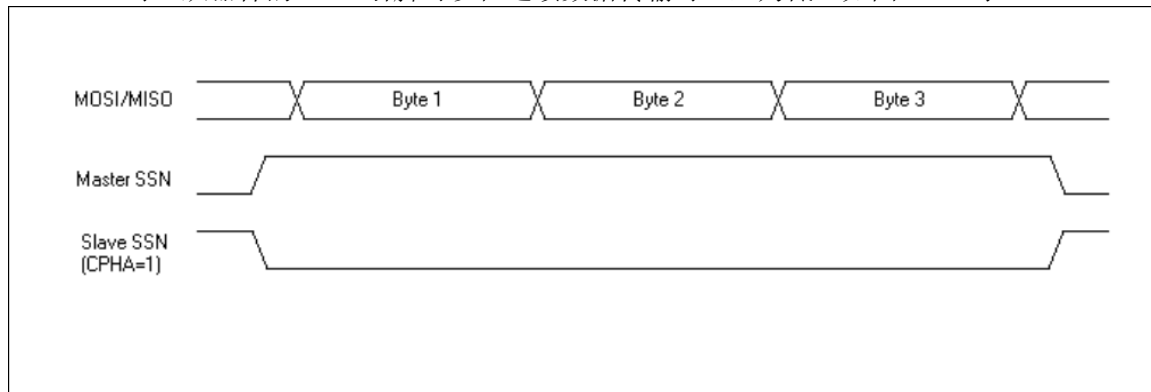 MOSI/MISO
Byte 1
Byte 2
Byte 3
Master SSN
Slave SSN
(CPHA=1)